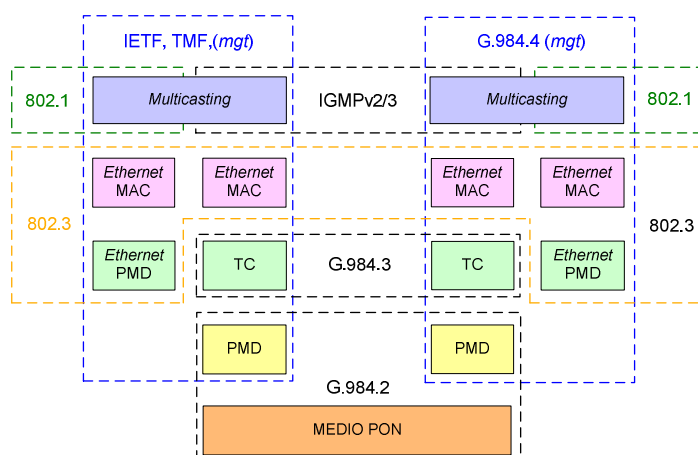 IETF, TMF,(mgt)
G.984.4 (mgt)
802.1
Multicasting
IGMPv2/3
Multicasting
802.1
Ethernet
MAC
Ethernet
MAC
Ethernet
MAC
Ethernet
MAC
802.3
802.3
Ethernet
PMD
TC
G.984.3
TC
Ethernet
PMD
PMD
PMD
G.984.2
MEDIO PON